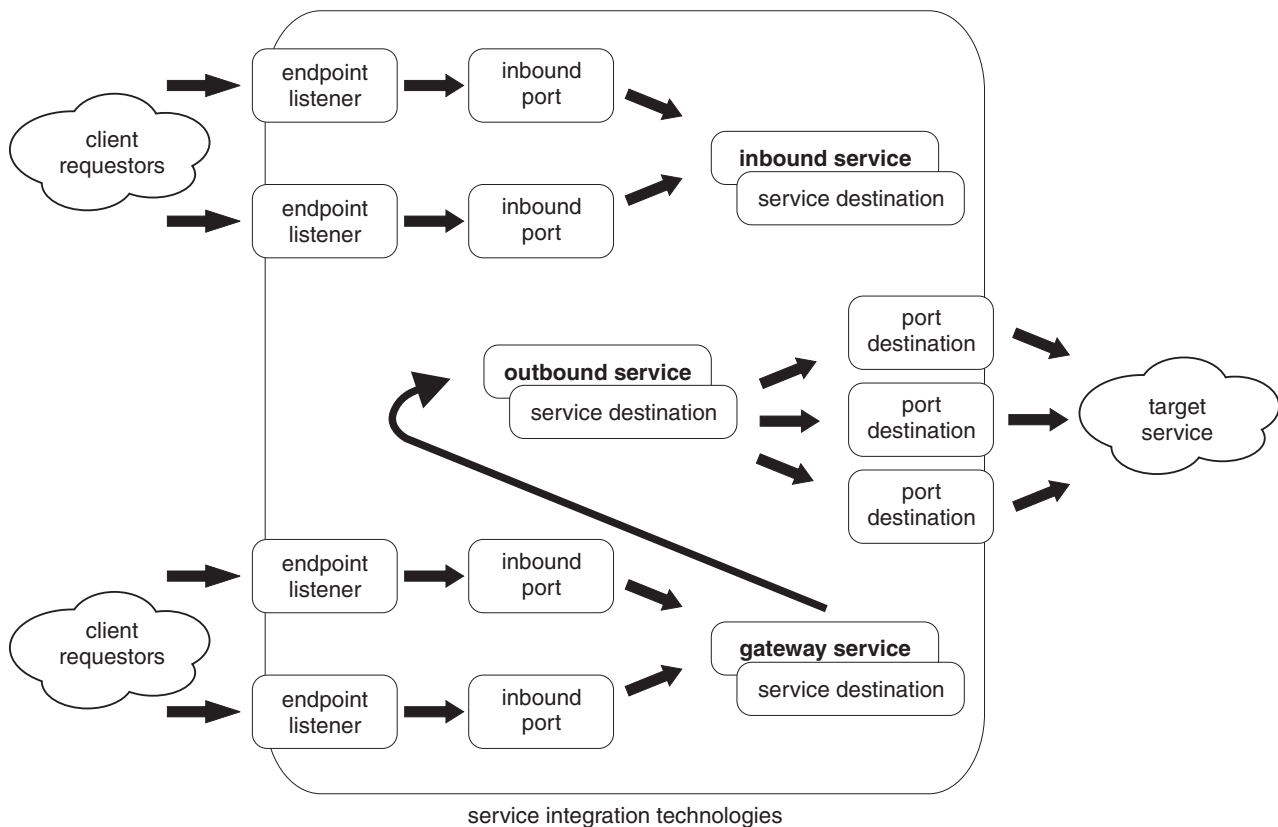 endpoint
listener
inbound
port
client
requestors
inbound service
service destination
endpoint
listener
inbound
port
port
destination
outbound service
service destination
port
destination
target
service
port
destination
endpoint
listener
inbound
port
client
requestors
gateway service
service destination
endpoint
listener
inbound
port
service integration technologies